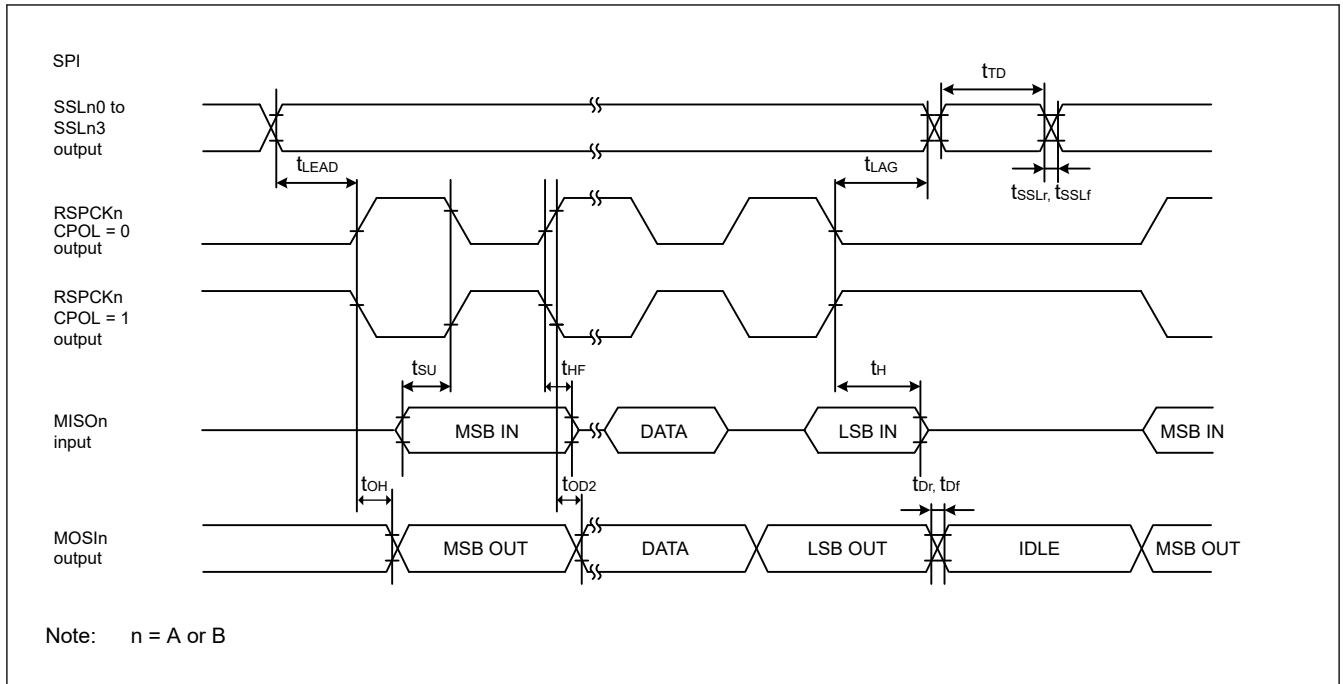 SPI
tTD
SSLn0 to
SSLn3
output
tLEAD
tLAG
tSSLr, tSSLf
RSPCKn
CPOL = 0
output
RSPCKn
CPOL = 1
output
tSU
tHF
tH
MISOn
input
MSB IN
DATA
LSB IN
MSB IN
tOH
tOD2
tDr, tDf
MOSIn
output
MSB OUT
DATA
LSB OUT
IDLE
MSB OUT
Note: n = A or B